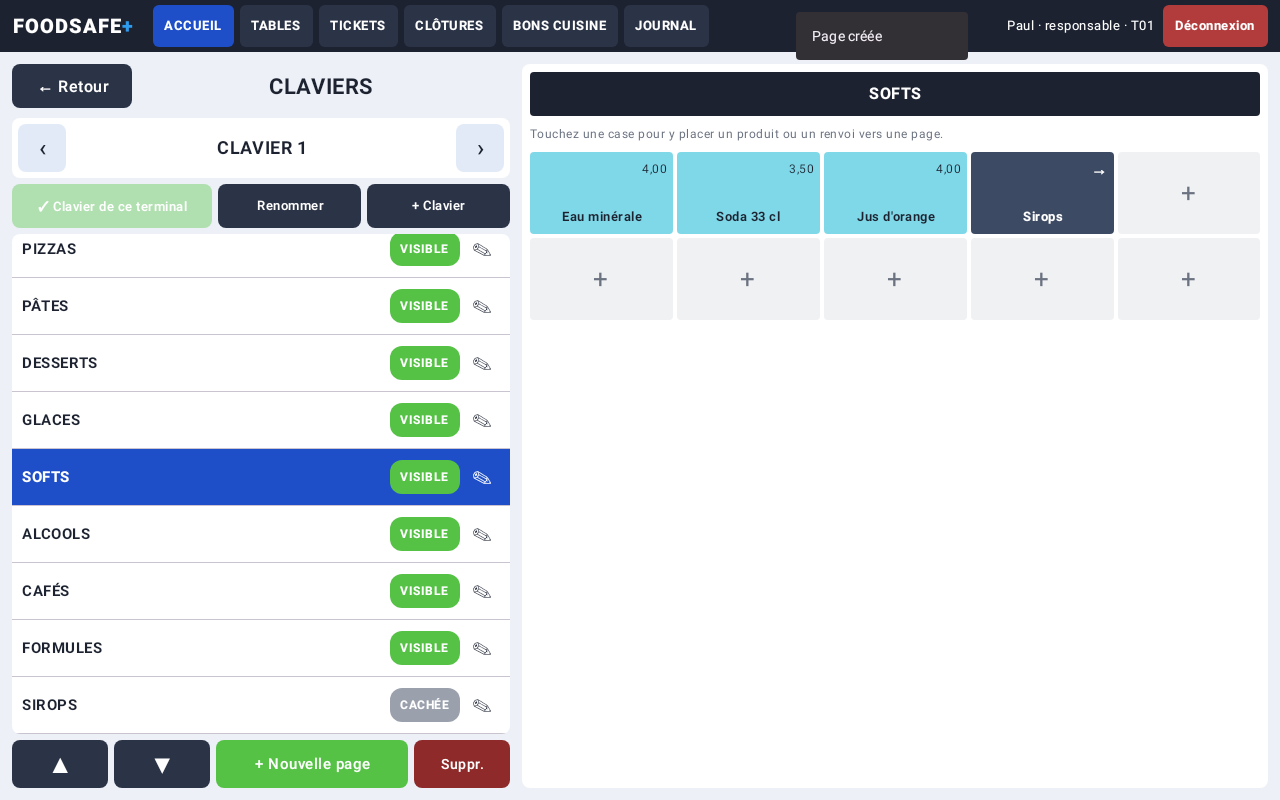 FOODSAFE+
ACCUEIL
TABLES
TICKETS
CLÔTURES
BONS CUISINE
JOURNAL
Page créée
Paul · responsable · T01
Déconnexion
← Retour
CLAVIERS
‹
CLAVIER 1
›
✓ Clavier de ce terminal
Renommer
+ Clavier
PIZZAS
VISIBLE
PÂTES
VISIBLE
DESSERTS
VISIBLE
GLACES
VISIBLE
SOFTS
VISIBLE
ALCOOLS
VISIBLE
CAFÉS
VISIBLE
FORMULES
VISIBLE
SIROPS
CACHÉE
▲
▼
+ Nouvelle page
Suppr.
SOFTS
Touchez une case pour y placer un produit ou un renvoi vers une page.
4,00
Eau minérale
3,50
Soda 33 cl
4,00
Jus d'orange
→
Sirops
+
+
+
+
+
+